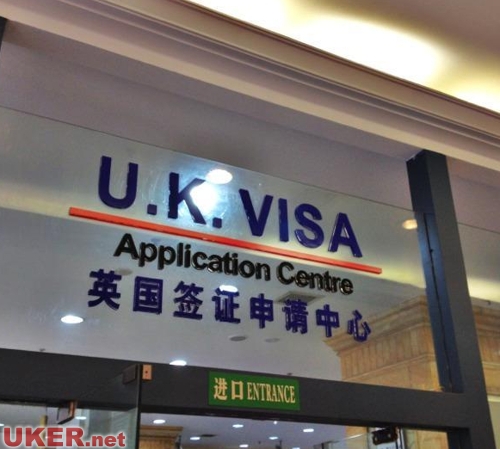 U.K. VISA
Application Centre
英国签证申请中心
进口 ENTRANCE
UKER.net